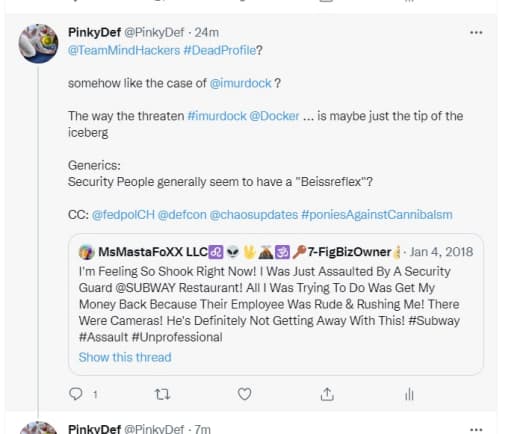 PinkyDef @PinkyDef · 24m
@TeamMindHackers #DeadProfile?
somehow like the case of @imurdock ?
The way the threaten #imurdock @Docker ... is maybe just the tip of the
iceberg
Generics:
Security People generally seem to have a "Beissreflex"?
CC: @fedpolCH @defcon @chaosupdates #poniesAgainstCannibalsm
MsMastaFoXX LLC♌👽🖖🌋🕉🔑7-FigBizOwner · Jan 4, 2018
I'm Feeling So Shook Right Now! I Was Just Assaulted By A Security
Guard @SUBWAY Restaurant! All I Was Trying To Do Was Get My
Money Back Because Their Employee Was Rude & Rushing Me! There
Were Cameras! He's Definitely Not Getting Away With This! #Subway
#Assault #Unprofessional
Show this thread
1
PinkyDef @PinkyDef · 7m